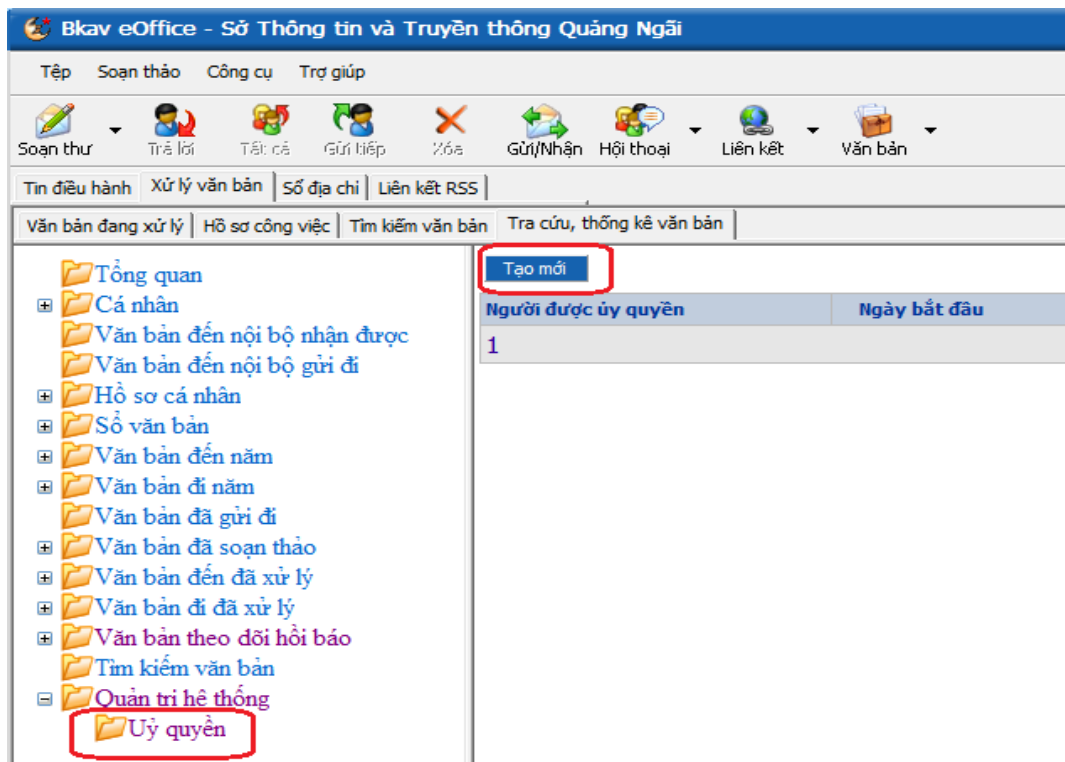 Bkav eOffice - Sở Thông tin và Truyền thông Quảng Ngãi
Tệp Soạn thảo Công cụ Trợ giúp
Soạn thư Trả lời Tất cả Gửi tiếp Xóa Gửi/Nhận Hội thoại Liên kết Văn bản
Tin điều hành Xử lý văn bản Sổ địa chỉ Liên kết RSS
Văn bản đang xử lý Hồ sơ công việc Tìm kiếm văn bản Tra cứu, thống kê văn bản
Tạo mới
Người được ủy quyền Ngày bắt đầu
1
Tổng quan
Cá nhân
Văn bản đến nội bộ nhận được
Văn bản đến nội bộ gửi đi
Hồ sơ cá nhân
Sổ văn bản
Văn bản đến năm
Văn bản đi năm
Văn bản đã gửi đi
Văn bản đã soạn thảo
Văn bản đến đã xử lý
Văn bản đi đã xử lý
Văn bản theo dõi hồi báo
Tìm kiếm văn bản
Quản trị hệ thống
Uỷ quyền